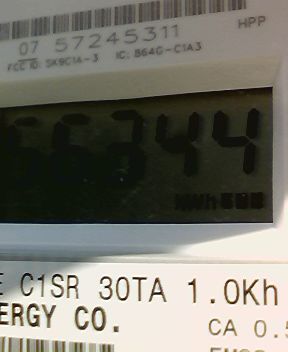 HPP
07 57245311
FCC ID: SK9C1A-3 IC: 864G-C1A3
66344
KWh
E C1SR 30TA 1.0Kh
ERGY CO.
CA 0.5